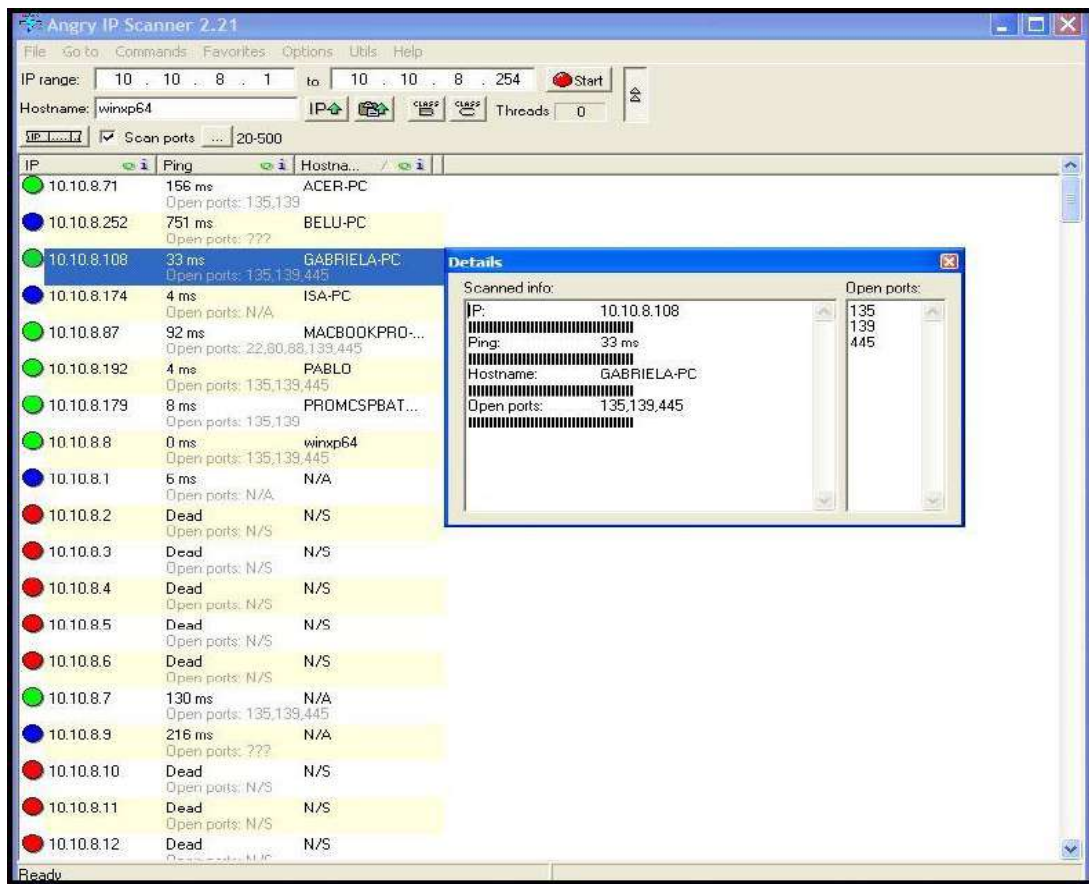 Angry IP Scanner 2.21
File Go to Commands Favorites Options Utils Help
IP range: 10 . 10 . 8 . 1 to 10 . 10 . 8 . 254 Start
Hostname: winxp64 IP CLASS CLASS Threads 0
IP Scan ports ... 20-500
IP Ping Hostna... /
10.10.8.71 156 ms ACER-PC
Open ports: 135,139
10.10.8.252 751 ms BELU-PC
Open ports: ???
10.10.8.108 33 ms GABRIELA-PC
Open ports: 135,139,445
10.10.8.174 4 ms ISA-PC
Open ports: N/A
10.10.8.87 92 ms MACBOOKPRO-...
Open ports: 22,80,88,139,445
10.10.8.192 4 ms PABLO
Open ports: 135,139,445
10.10.8.179 8 ms PROMCSPBAT...
Open ports: 135,139
10.10.8.8 0 ms winxp64
Open ports: 135,139,445
10.10.8.1 6 ms N/A
Open ports: N/A
10.10.8.2 Dead N/S
Open ports: N/S
10.10.8.3 Dead N/S
Open ports: N/S
10.10.8.4 Dead N/S
Open ports: N/S
10.10.8.5 Dead N/S
Open ports: N/S
10.10.8.6 Dead N/S
Open ports: N/S
10.10.8.7 130 ms N/A
Open ports: 135,139,445
10.10.8.9 216 ms N/A
Open ports: ???
10.10.8.10 Dead N/S
Open ports: N/S
10.10.8.11 Dead N/S
Open ports: N/S
10.10.8.12 Dead N/S
Ready
Details
Scanned info:
IP: 10.10.8.108
Ping: 33 ms
Hostname: GABRIELA-PC
Open ports: 135,139,445
Open ports:
135
139
445